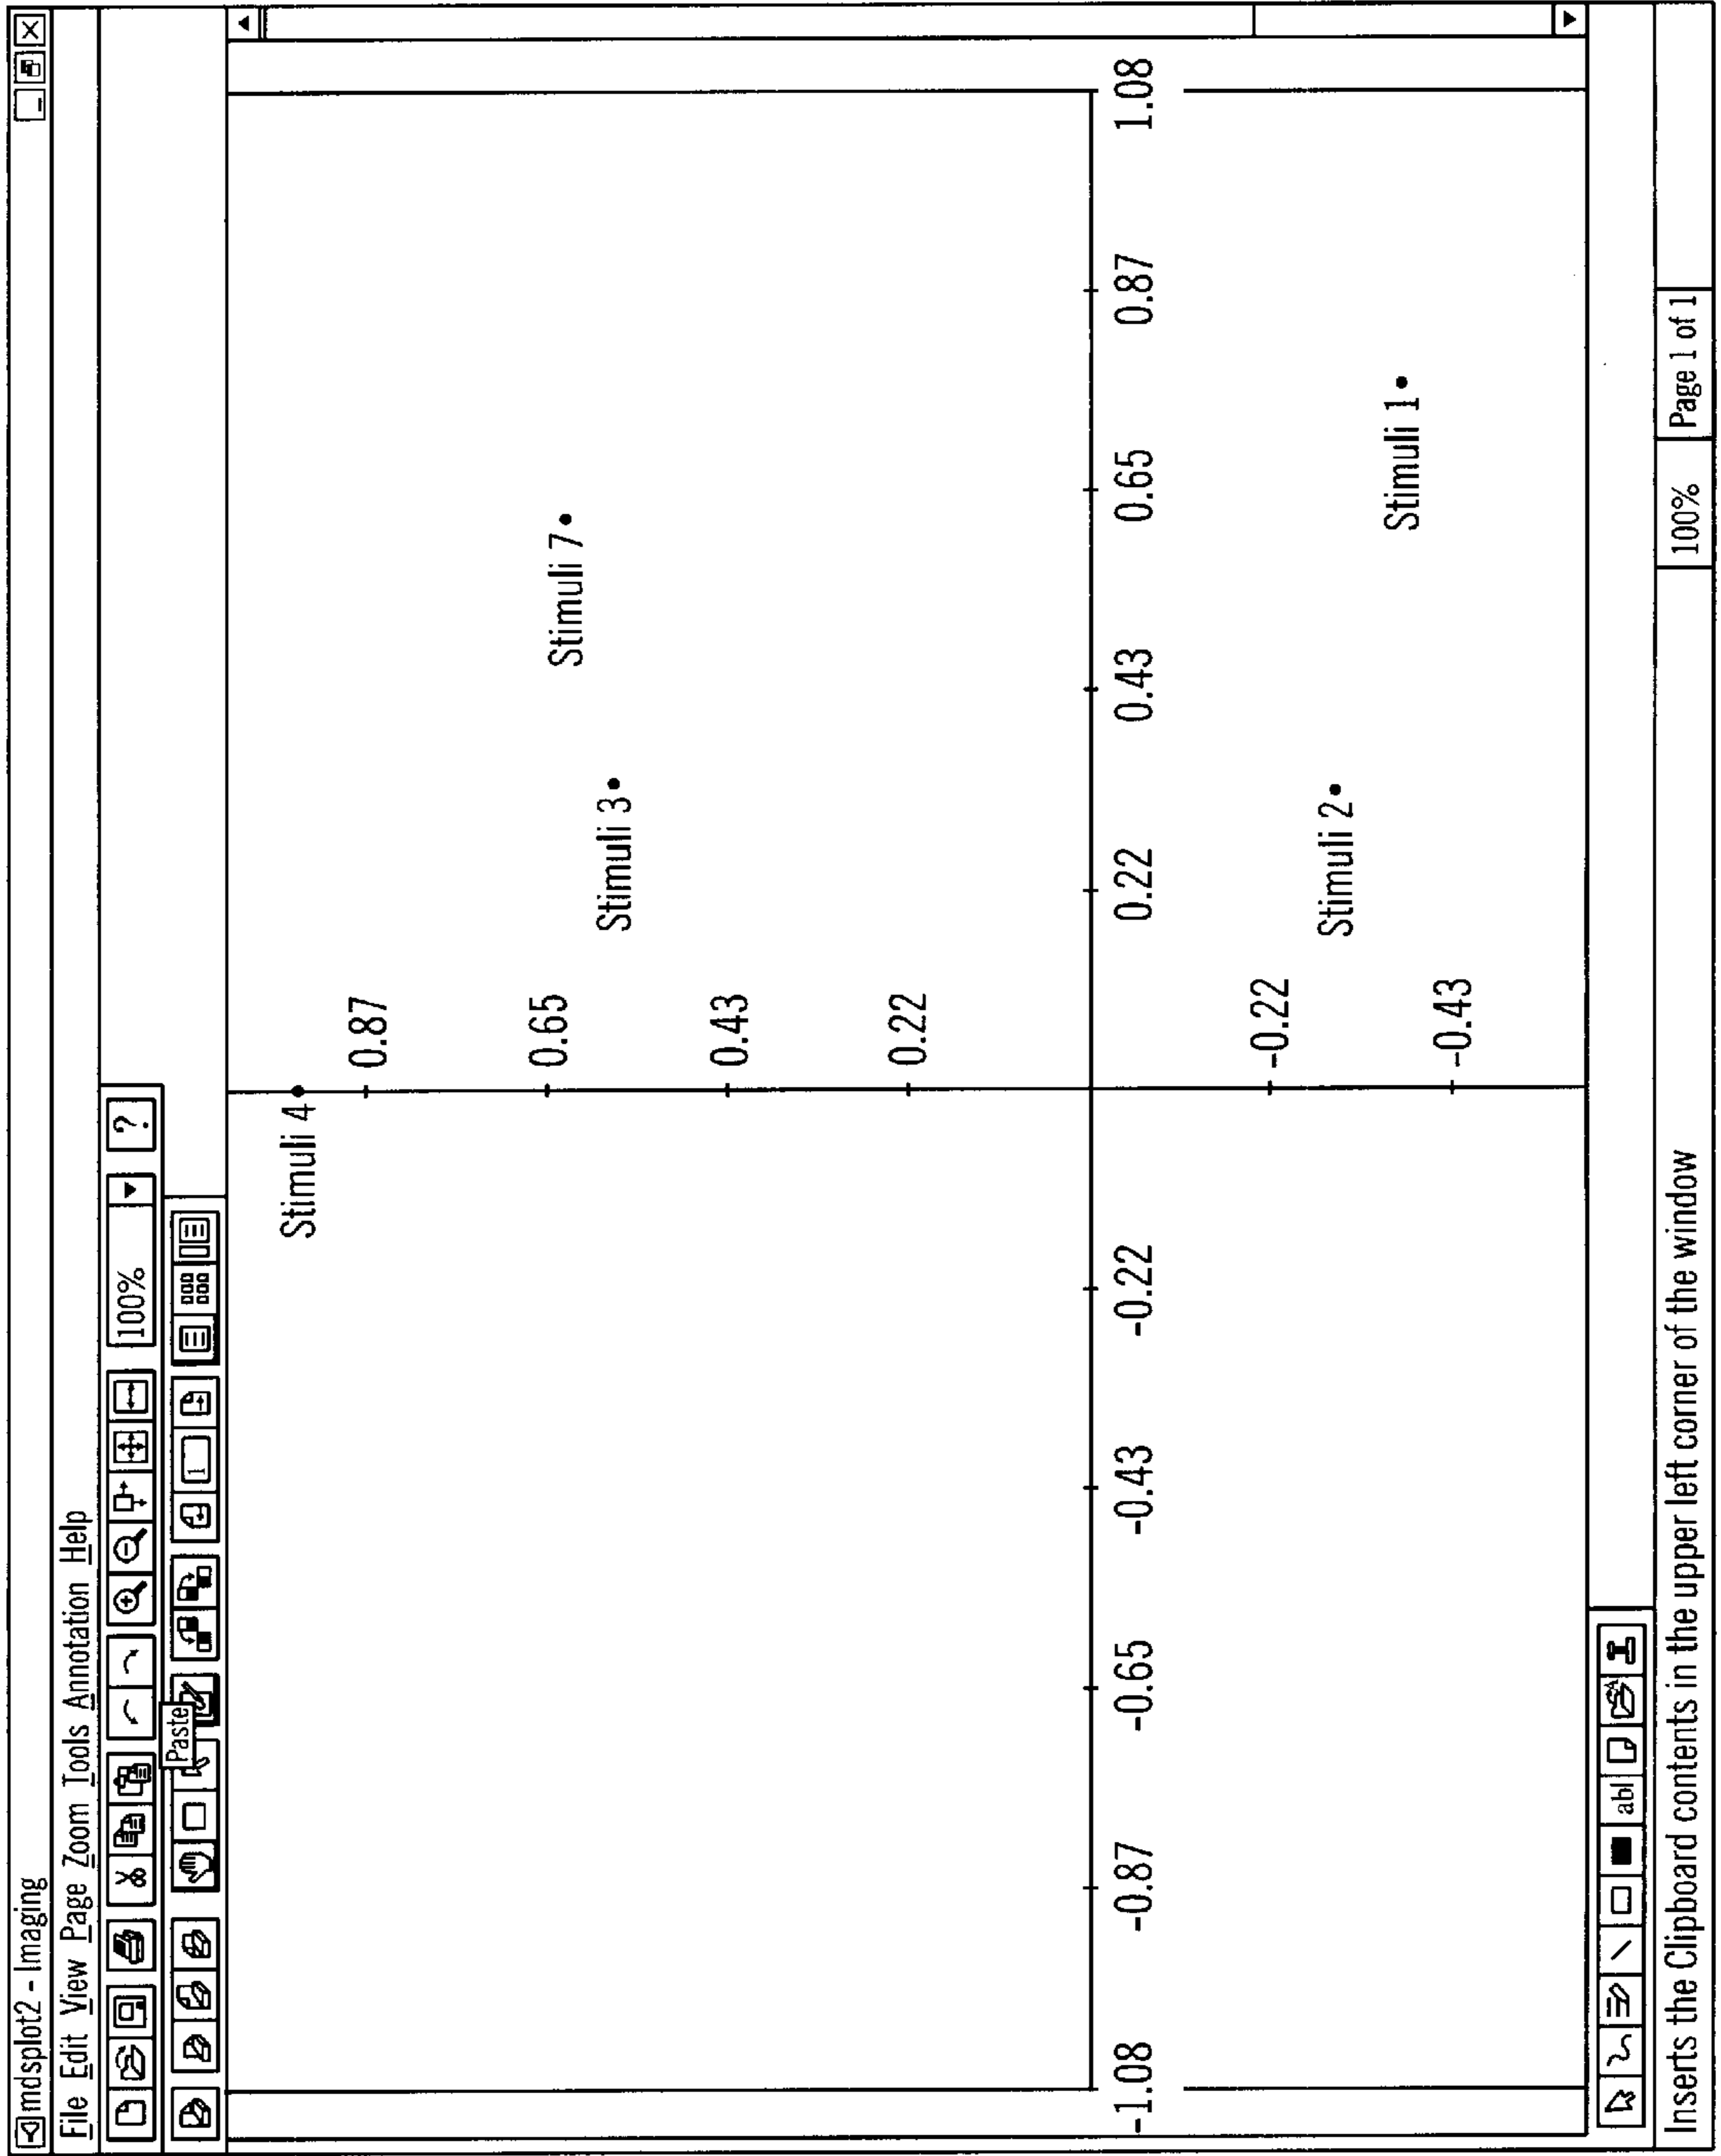 mdsplot2 - Imaging
File Edit View Page Zoom Tools Annotation Help
100%
?
Paste
1
Stimuli 4
0.87
0.65
Stimuli 7
Stimuli 3
0.43
0.22
-1.08 -0.87 -0.65 -0.43 -0.22 0.22 0.43 0.65 0.87 1.08
-0.22
Stimuli 2
Stimuli 1
-0.43
abl
Inserts the Clipboard contents in the upper left corner of the window
100%
Page 1 of 1